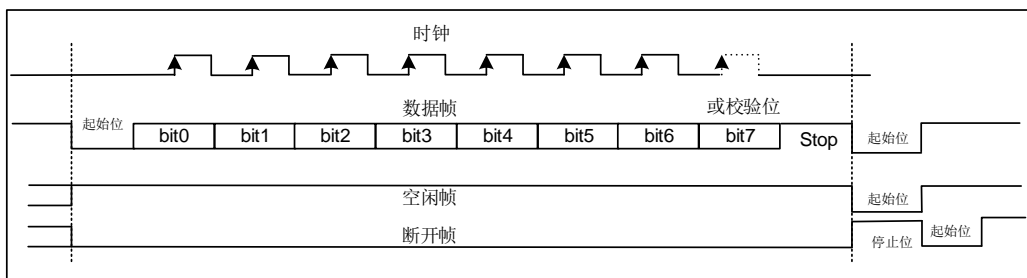 时钟
数据帧
或校验位
起始位 bit0 bit1 bit2 bit3 bit4 bit5 bit6 bit7 Stop 起始位
空闲帧 起始位
断开帧 停止位 起始位